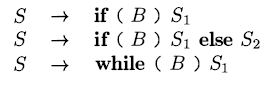 S → if ( B ) S₁
S → if ( B ) S₁ else S₂
S → while ( B ) S₁